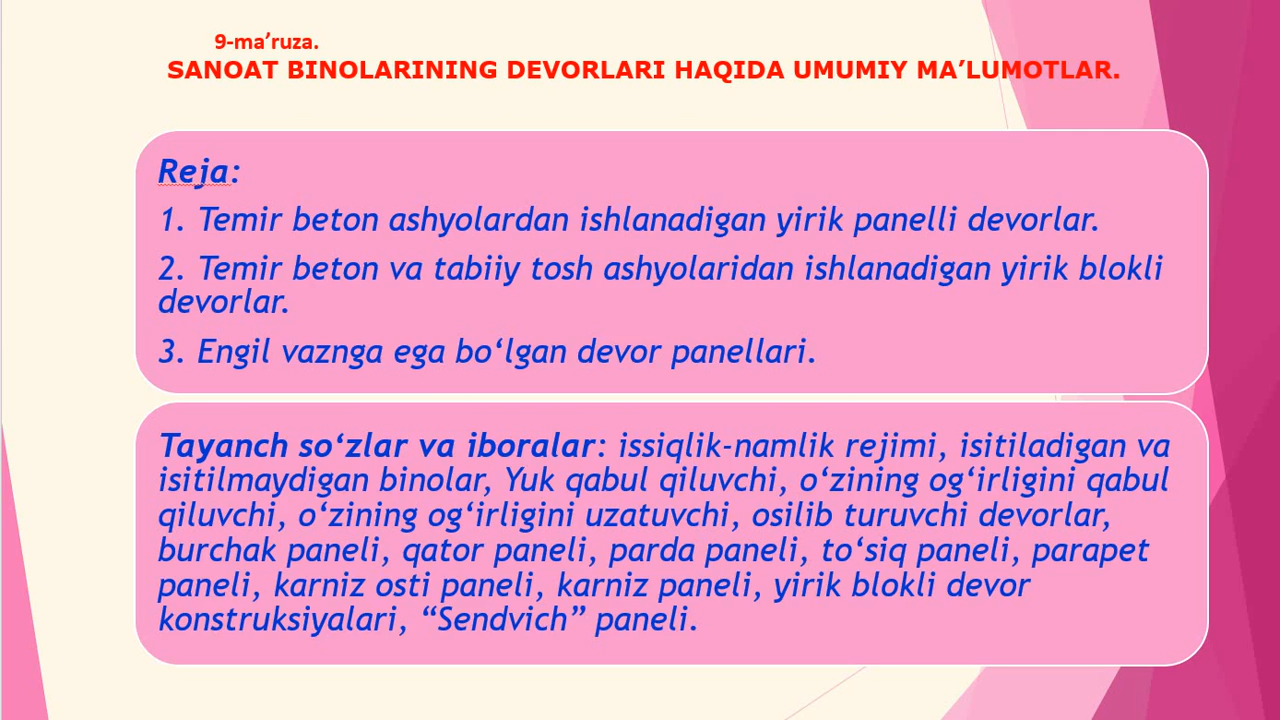 9-ma’ruza.
SANOAT BINOLARINING DEVORLARI HAQIDA UMUMIY MA’LUMOTLAR.
Reja:
1. Temir beton ashyolardan ishlanadigan yirik panelli devorlar.
2. Temir beton va tabiiy tosh ashyolaridan ishlanadigan yirik blokli
devorlar.
3. Engil vaznga ega bo‘lgan devor panellari.
Tayanch so‘zlar va iboralar: issiqlik-namlik rejimi, isitiladigan va
isitilmaydigan binolar, Yuk qabul qiluvchi, o‘zining og‘irligini qabul
qiluvchi, o‘zining og‘irligini uzatuvchi, osilib turuvchi devorlar,
burchak paneli, qator paneli, parda paneli, to‘siq paneli, parapet
paneli, karniz osti paneli, karniz paneli, yirik blokli devor
konstruksiyalari, “Sendvich” paneli.